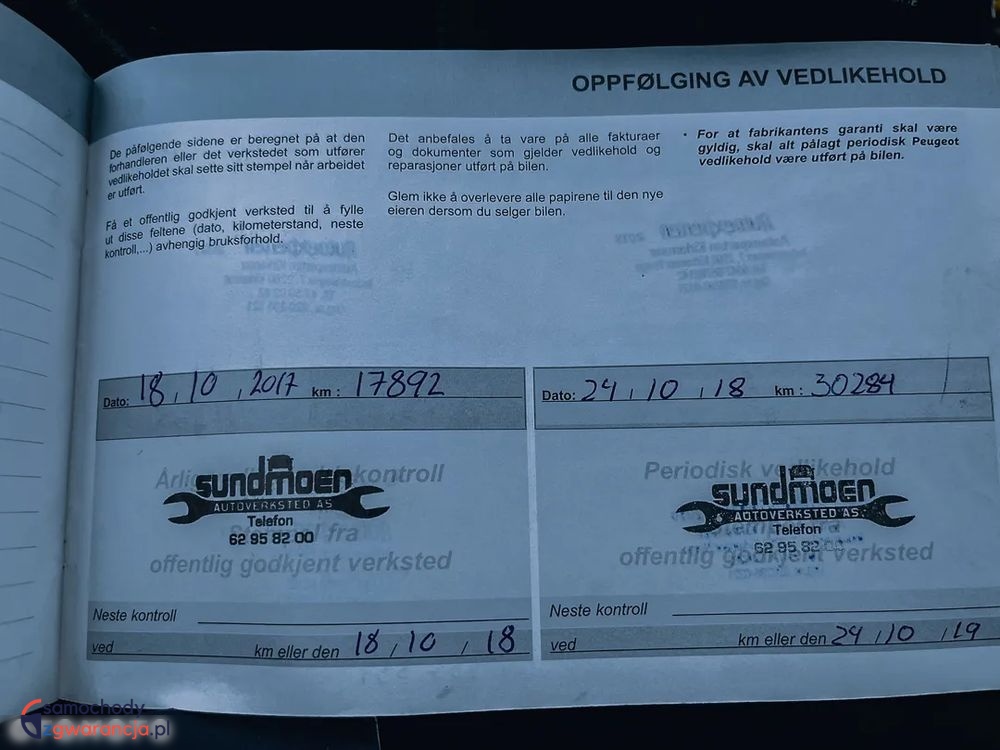 OPPFØLGING AV VEDLIKEHOLD
De påfølgende sidene er beregnet på at den
forhandleren eller det verkstedet som utfører
vedlikeholdet skal sette sitt stempel når arbeidet
er utført.
Få et offentlig godkjent verksted til å fylle
ut disse feltene (dato, kilometerstand, neste
kontroll,...) avhengig bruksforhold.
Det anbefales å ta vare på alle fakturaer
og dokumenter som gjelder vedlikehold og
reparasjoner utført på bilen.
Glem ikke å overlevere alle papirene til den nye
eieren dersom du selger bilen.
• For at fabrikantens garanti skal være
gyldig, skal alt pålagt periodisk Peugeot
vedlikehold være utført på bilen.
Dato: 18, 10, 2017 km : 17892
kontroll
sundmoen
AUTOVERKSTED AS
Telefon
fra
62 95 82 00
offentlig godkjent verksted
Neste kontroll
ved km eller den 18, 10, 18
Dato: 24, 10, 18 km : 30284
Periodisk vedlikehold
sundmoen
AUTOVERKSTED AS
Telefon
62 95 82 00
offentlig godkjent verksted
Neste kontroll
ved km eller den 24, 10, 19
samochody
zgwarancja.pl